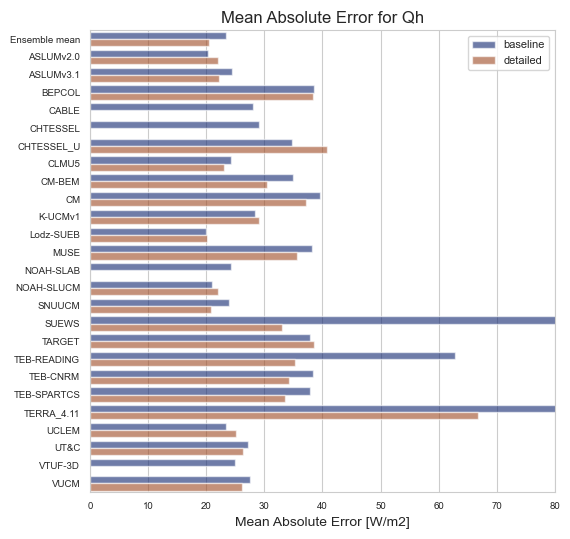 Mean Absolute Error for Qh
baseline
detailed
Ensemble mean
ASLUMv2.0
ASLUMv3.1
BEPCOL
CABLE
CHTESSEL
CHTESSEL_U
CLMU5
CM-BEM
CM
K-UCMv1
Lodz-SUEB
MUSE
NOAH-SLAB
NOAH-SLUCM
SNUUCM
SUEWS
TARGET
TEB-READING
TEB-CNRM
TEB-SPARTCS
TERRA_4.11
UCLEM
UT&C
VTUF-3D
VUCM
0 10 20 30 40 50 60 70 80
Mean Absolute Error [W/m2]